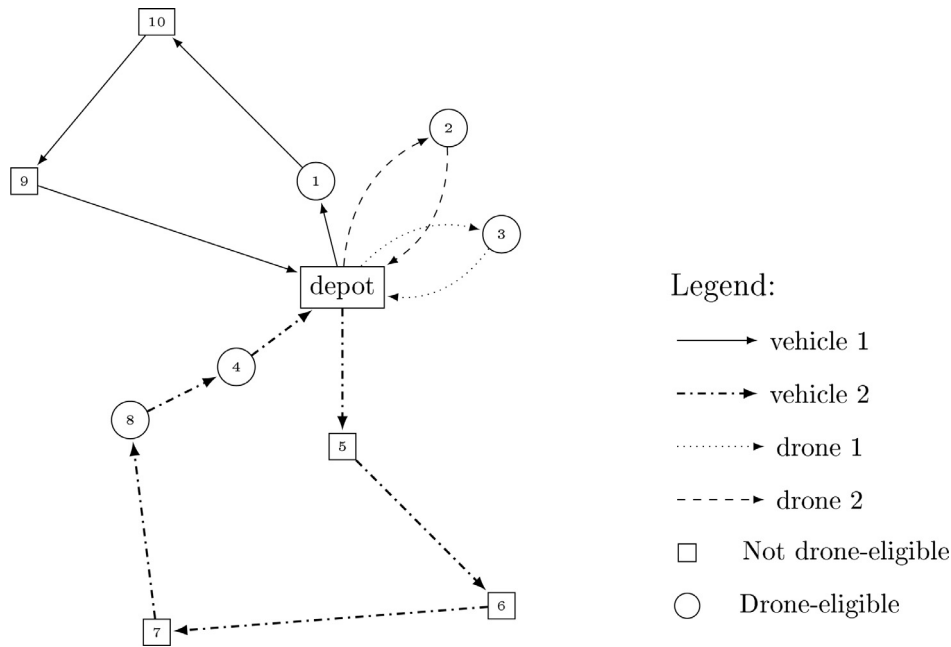 10
2
9
1
3
depot
4
8
5
6
7
Legend:
vehicle 1
vehicle 2
drone 1
drone 2
Not drone-eligible
Drone-eligible